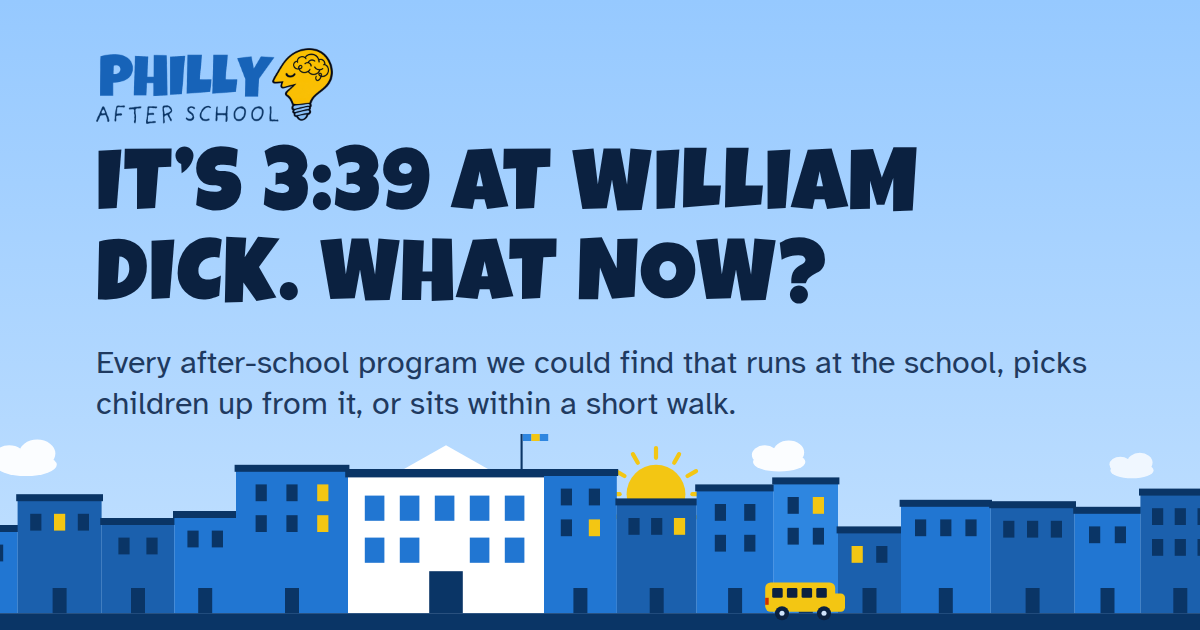 PHILLY
AFTER SCHOOL
IT'S 3:39 AT WILLIAM
DICK. WHAT NOW?
Every after-school program we could find that runs at the school, picks
children up from it, or sits within a short walk.